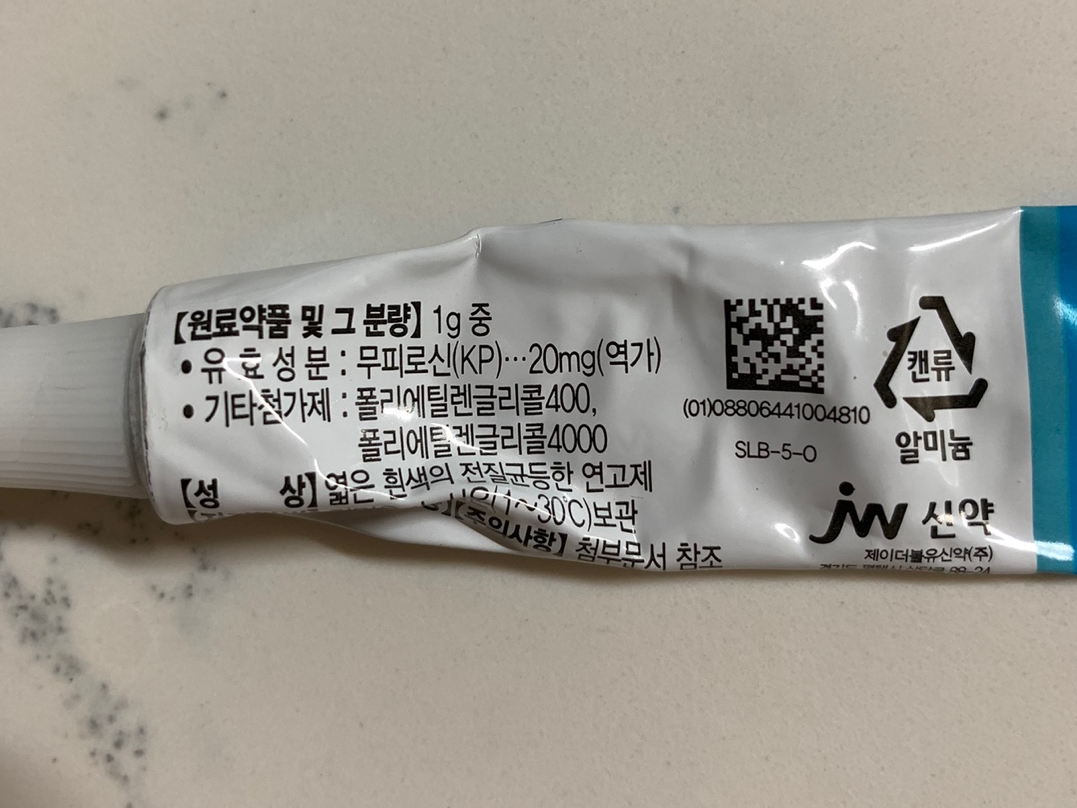 【원료약품 및 그 분량】 1g 중
• 유 효 성 분 : 무피로신(KP)…20mg(역가)
• 기타첨가제 : 폴리에틸렌글리콜400,
폴리에틸렌글리콜4000
【성 상】 엷은 흰색의 전질균등한 연고제
(1~30℃)보관
【주의사항】 첨부문서 참조
(01)08806441004810
SLB-5-O
캔류
알미늄
jw 신약
제이더블유신약(주)